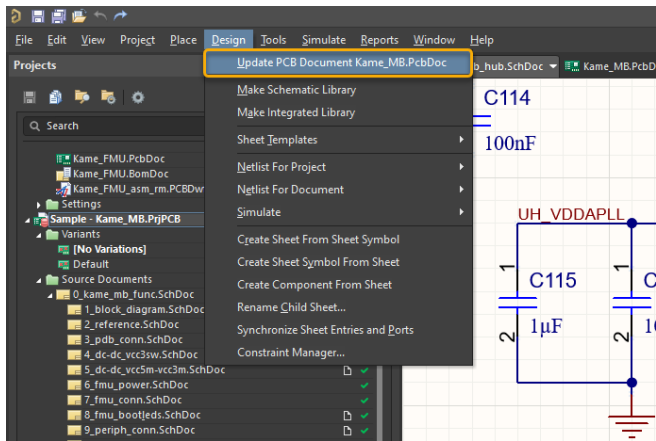 File Edit View Project Place Design Tools Simulate Reports Window Help
Projects
Update PCB Document Kame_MB.PcbDoc
b_hub.SchDoc
Kame_MB.PcbD
Make Schematic Library
Make Integrated Library
Sheet Templates
Netlist For Project
Netlist For Document
Simulate
Create Sheet From Sheet Symbol
Create Sheet Symbol From Sheet
Create Component From Sheet
Rename Child Sheet...
Synchronize Sheet Entries and Ports
Constraint Manager...
Search
Kame_FMU.PcbDoc
Kame_FMU.BomDoc
Kame_FMU_asm_rm.PCBDw
Settings
Sample - Kame_MB.PrjPCB
Variants
[No Variations]
Default
Source Documents
0_kame_mb_func.SchDoc
1_block_diagram.SchDoc
2_reference.SchDoc
3_pdb_conn.SchDoc
4_dc-dc_vcc3sw.SchDoc
5_dc-dc_vcc5m-vcc3m.SchDoc
6_fmu_power.SchDoc
7_fmu_conn.SchDoc
8_fmu_bootleds.SchDoc
9_periph_conn.SchDoc
C114
100nF
UH_VDDAPLL
1
C115
1µF
2
1
C
2